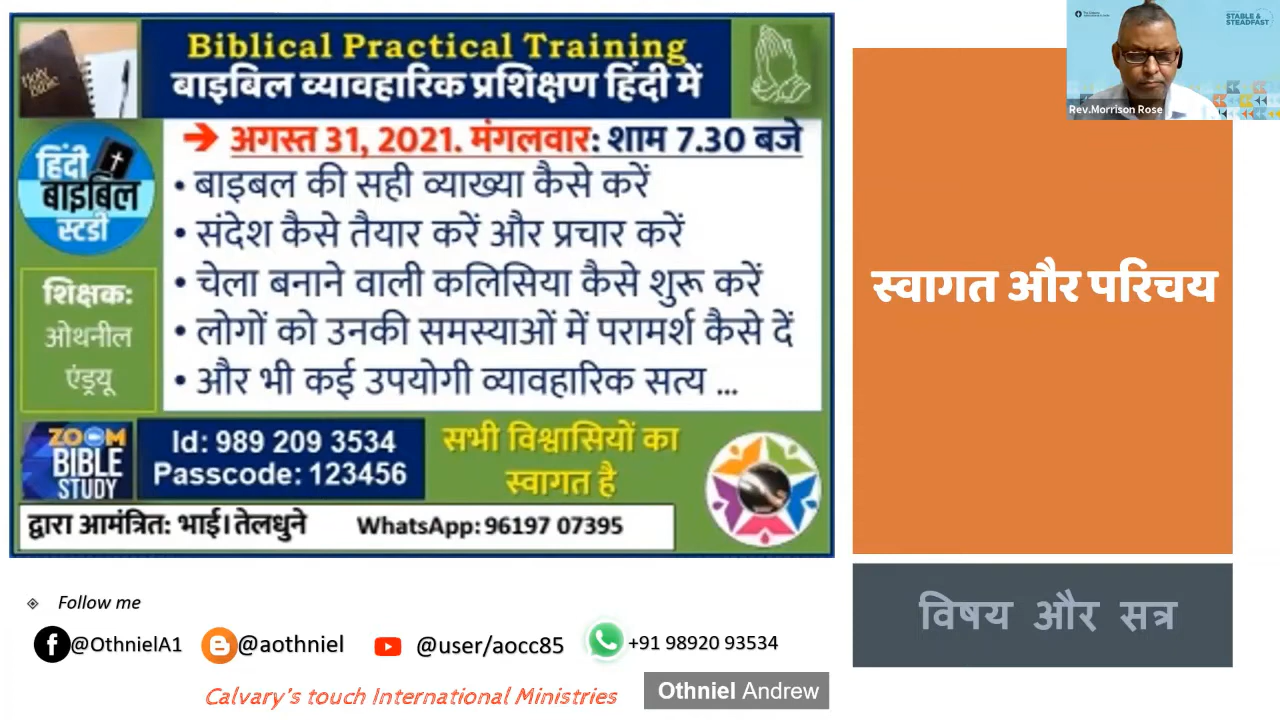 Biblical Practical Training
बाइबिल व्यावहारिक प्रशिक्षण हिंदी में
Holy Bible
हिंदी
बाइबिल
स्टडी
➔ अगस्त 31, 2021. मंगलवार: शाम 7.30 बजे
• बाइबल की सही व्याख्या कैसे करें
• संदेश कैसे तैयार करें और प्रचार करें
• चेला बनाने वाली कलिसिया कैसे शुरू करें
• लोगों को उनकी समस्याओं में परामर्श कैसे दें
• और भी कई उपयोगी व्यावहारिक सत्य ...
शिक्षक:
ओथनील
एंड्रयू
ZOOM
BIBLE
STUDY
Id: 989 209 3534
Passcode: 123456
सभी विश्वासियों का
स्वागत है
द्वारा आमंत्रित: भाई। तेलधुने WhatsApp: 96197 07395
Follow me
@OthnielA1 @aothniel @user/aocc85 +91 98920 93534
Calvary's touch International Ministries
Othniel Andrew
STABLE &
STEADFAST
Rev.Morrison Rose
स्वागत और परिचय
विषय और सत्र